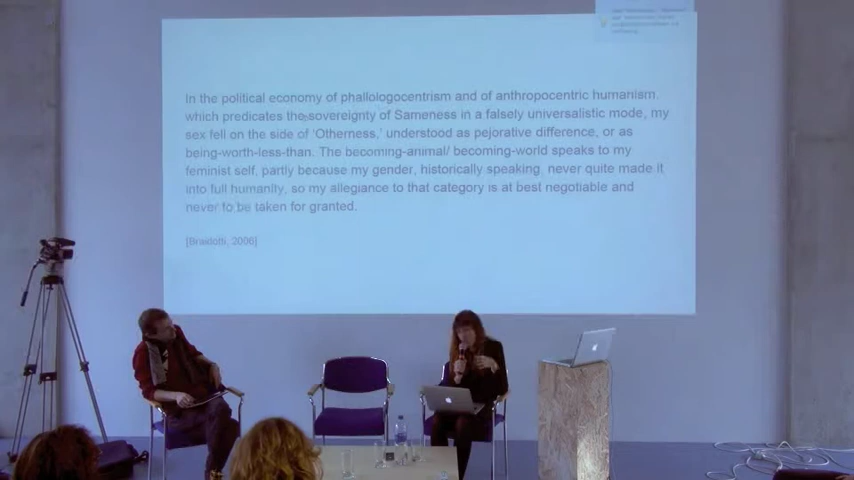 In the political economy of phallologocentrism and of anthropocentric humanism,
which predicates the sovereignty of Sameness in a falsely universalistic mode, my
sex fell on the side of 'Otherness,' understood as pejorative difference, or as
being-worth-less-than. The becoming-animal/ becoming-world speaks to my
feminist self, partly because my gender, historically speaking, never quite made it
into full humanity, so my allegiance to that category is at best negotiable and
never to be taken for granted.
[Braidotti, 2006]